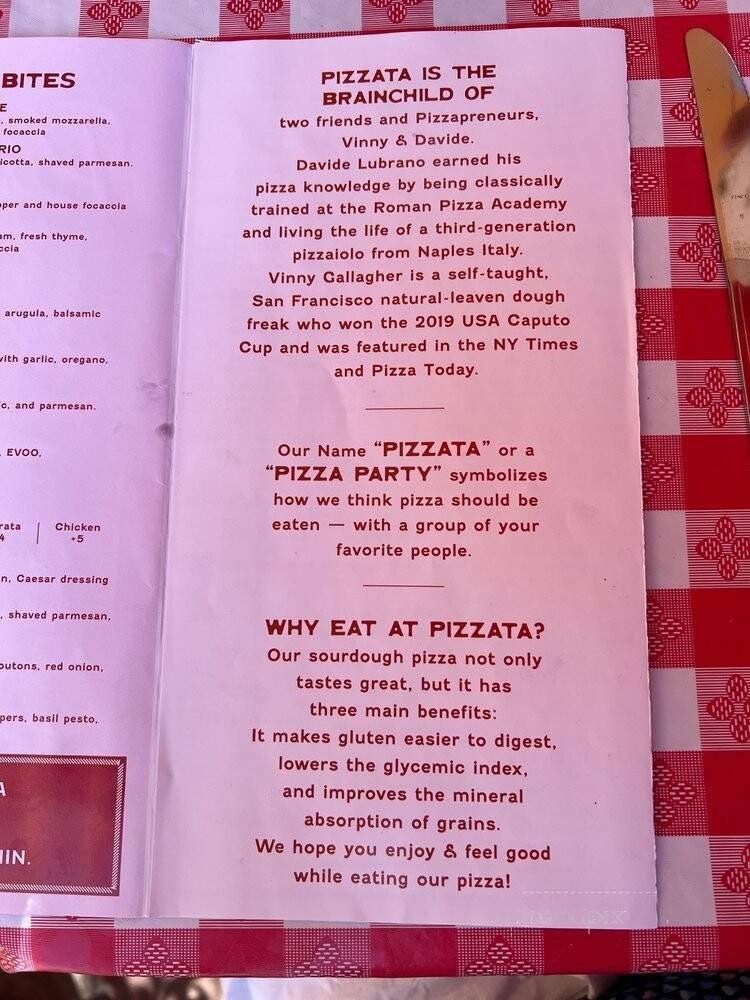 BITES
E
, smoked mozzarella,
focaccia
RIO
icotta, shaved parmesan.
pper and house focaccia
am, fresh thyme,
ccia
arugula, balsamic
with garlic, oregano,
c, and parmesan.
, EVOO,
rata
4
Chicken
+5
n, Caesar dressing
, shaved parmesan,
outons, red onion,
pers, basil pesto,
A
IIN.
PIZZATA IS THE
BRAINCHILD OF
two friends and Pizzapreneurs,
Vinny & Davide.
Davide Lubrano earned his
pizza knowledge by being classically
trained at the Roman Pizza Academy
and living the life of a third-generation
pizzaiolo from Naples Italy.
Vinny Gallagher is a self-taught,
San Francisco natural-leaven dough
freak who won the 2019 USA Caputo
Cup and was featured in the NY Times
and Pizza Today.
Our Name “PIZZATA” or a
“PIZZA PARTY” symbolizes
how we think pizza should be
eaten — with a group of your
favorite people.
WHY EAT AT PIZZATA?
Our sourdough pizza not only
tastes great, but it has
three main benefits:
It makes gluten easier to digest,
lowers the glycemic index,
and improves the mineral
absorption of grains.
We hope you enjoy & feel good
while eating our pizza!